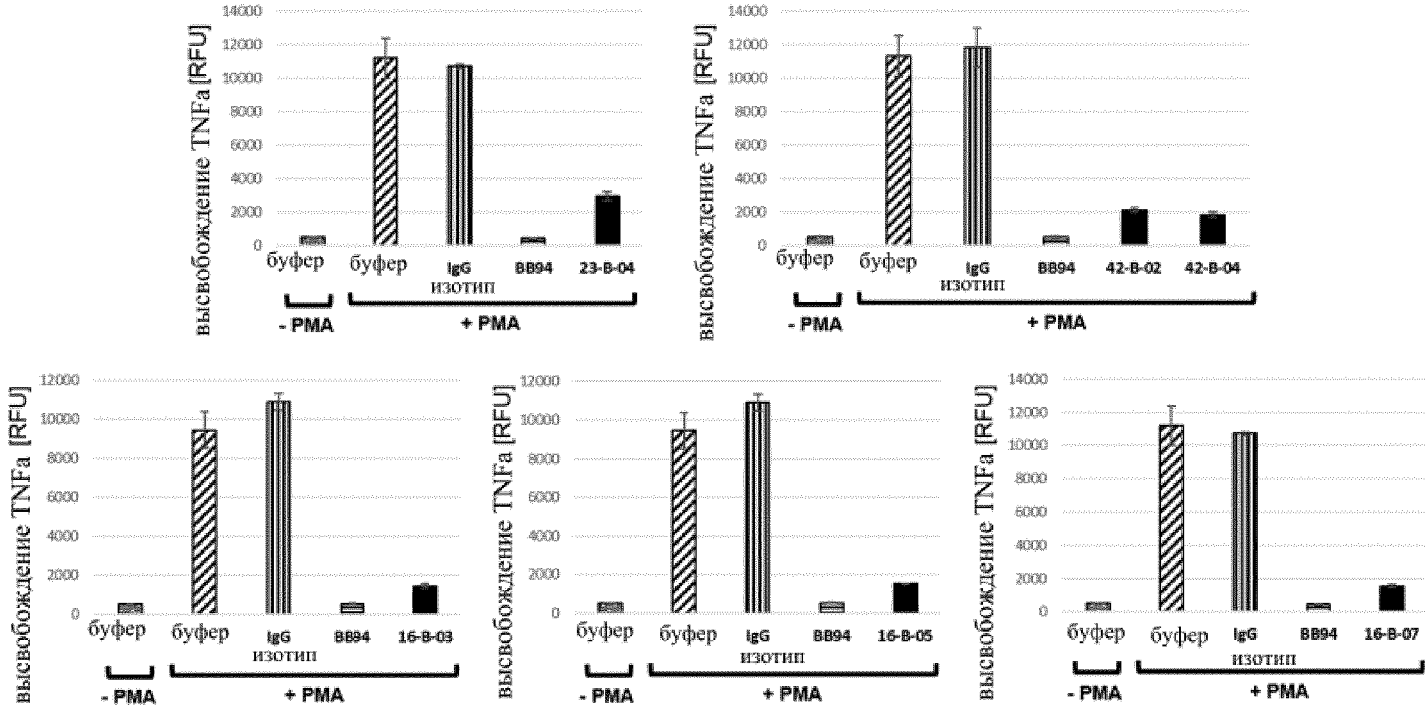 высвобождение TNFa [RFU]
14000
12000
10000
8000
6000
4000
2000
0
буфер буфер IgG BB94 23-B-04
изотип
- PMA + PMA
высвобождение TNFa [RFU]
14000
12000
10000
8000
6000
4000
2000
0
буфер буфер IgG BB94 42-B-02 42-B-04
изотип
- PMA + PMA
высвобождение TNFa [RFU]
12000
10000
8000
6000
4000
2000
0
буфер буфер IgG BB94 16-B-03
изотип
- PMA + PMA
высвобождение TNFa [RFU]
12000
10000
8000
6000
4000
2000
0
буфер буфер IgG BB94 16-B-05
изотип
- PMA + PMA
высвобождение TNFa [RFU]
14000
12000
10000
8000
6000
4000
2000
0
буфер буфер IgG BB94 16-B-07
изотип
- PMA + PMA